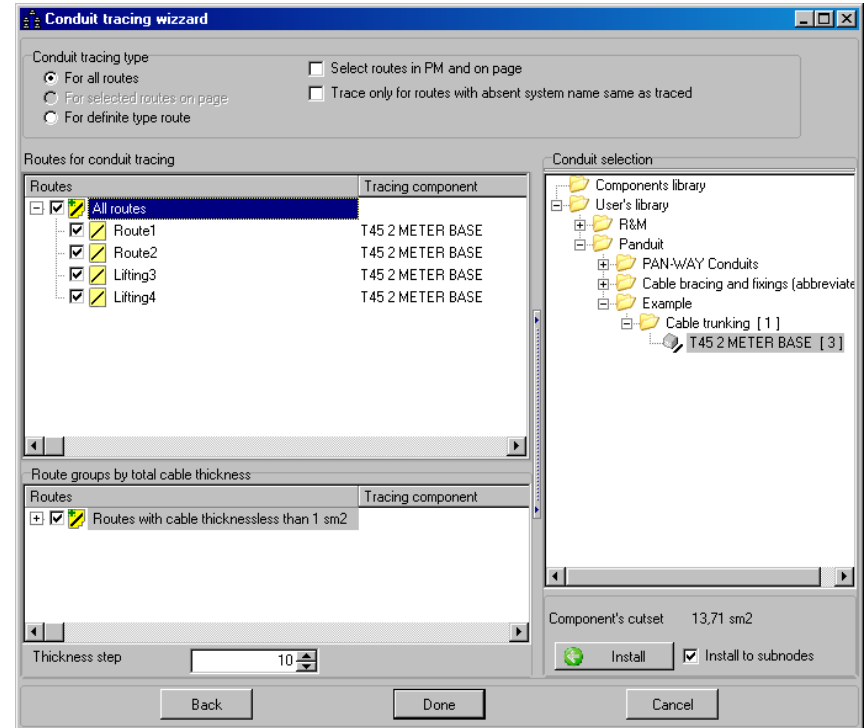 Conduit tracing wizzard
Conduit tracing type
For all routes
For selected routes on page
For definite type route
Select routes in PM and on page
Trace only for routes with absent system name same as traced
Routes for conduit tracing
Routes Tracing component
All routes
Route1 T45 2 METER BASE
Route2 T45 2 METER BASE
Lifting3 T45 2 METER BASE
Lifting4 T45 2 METER BASE
Route groups by total cable thickness
Routes Tracing component
Routes with cable thicknessless than 1 sm2
Thickness step 10
Conduit selection
Components library
User's library
R&M
Panduit
PAN-WAY Conduits
Cable bracing and fixings (abbreviate
Example
Cable trunking [ 1 ]
T45 2 METER BASE [ 3 ]
Component's cutset 13,71 sm2
Install Install to subnodes
Back Done Cancel